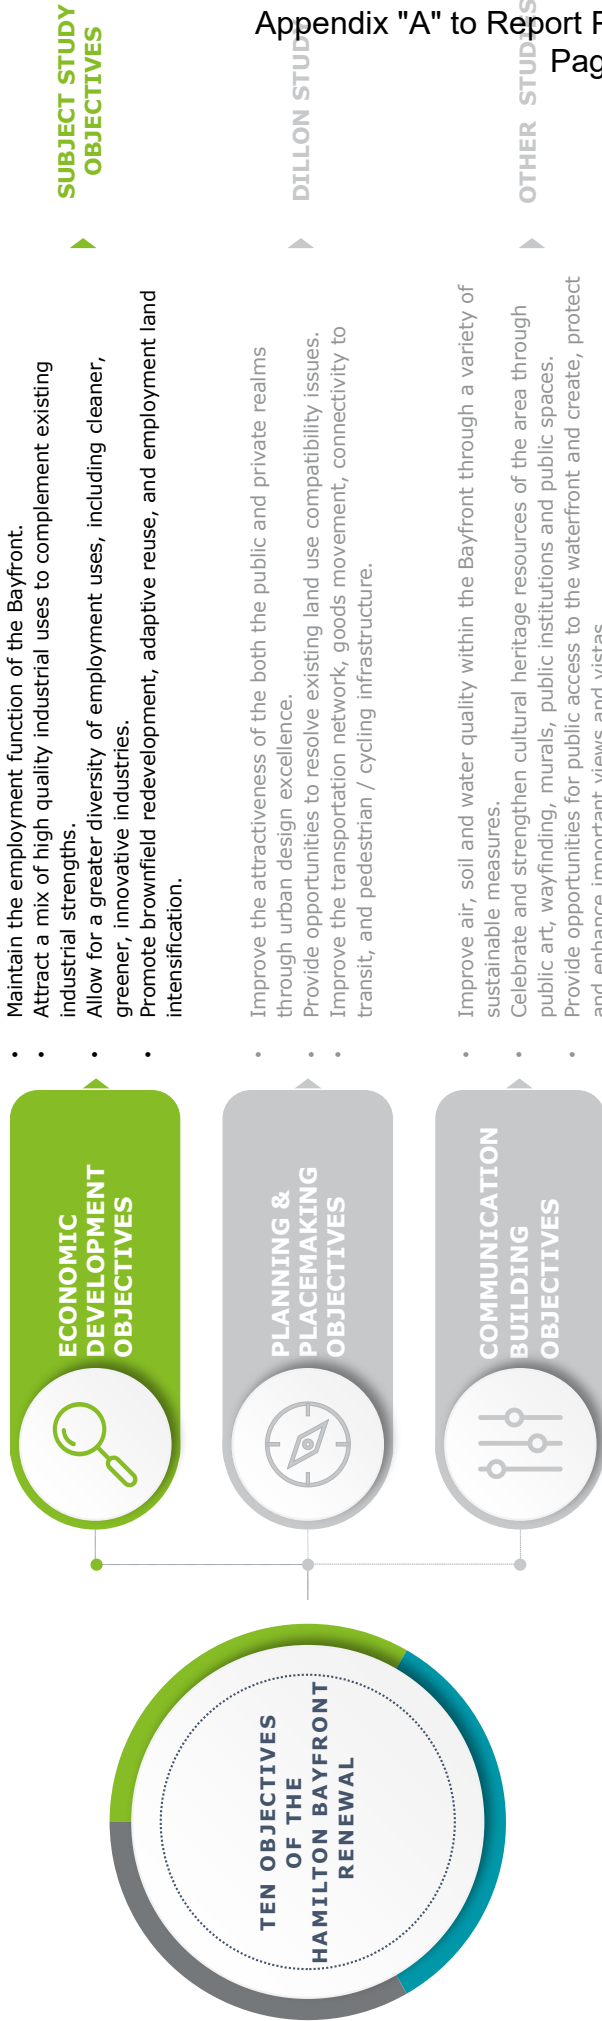 Appendix "A" to Report P
Pag
TEN OBJECTIVES
OF THE
HAMILTON BAYFRONT
RENEWAL
ECONOMIC
DEVELOPMENT
OBJECTIVES
• Maintain the employment function of the Bayfront.
• Attract a mix of high quality industrial uses to complement existing
industrial strengths.
• Allow for a greater diversity of employment uses, including cleaner,
greener, innovative industries.
• Promote brownfield redevelopment, adaptive reuse, and employment land
intensification.
SUBJECT STUDY
OBJECTIVES
PLANNING &
PLACEMAKING
OBJECTIVES
• Improve the attractiveness of the both the public and private realms
through urban design excellence.
• Provide opportunities to resolve existing land use compatibility issues.
• Improve the transportation network, goods movement, connectivity to
transit, and pedestrian / cycling infrastructure.
DILLON STUDY
COMMUNICATION
BUILDING
OBJECTIVES
• Improve air, soil and water quality within the Bayfront through a variety of
sustainable measures.
• Celebrate and strengthen cultural heritage resources of the area through
public art, wayfinding, murals, public institutions and public spaces.
• Provide opportunities for public access to the waterfront and create, protect
and enhance important views and vistas
OTHER STUDIES